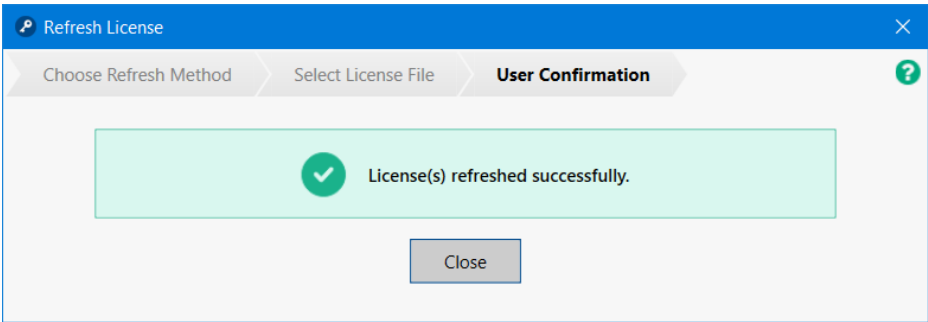 Refresh License
Choose Refresh Method
Select License File
User Confirmation
?
License(s) refreshed successfully.
Close